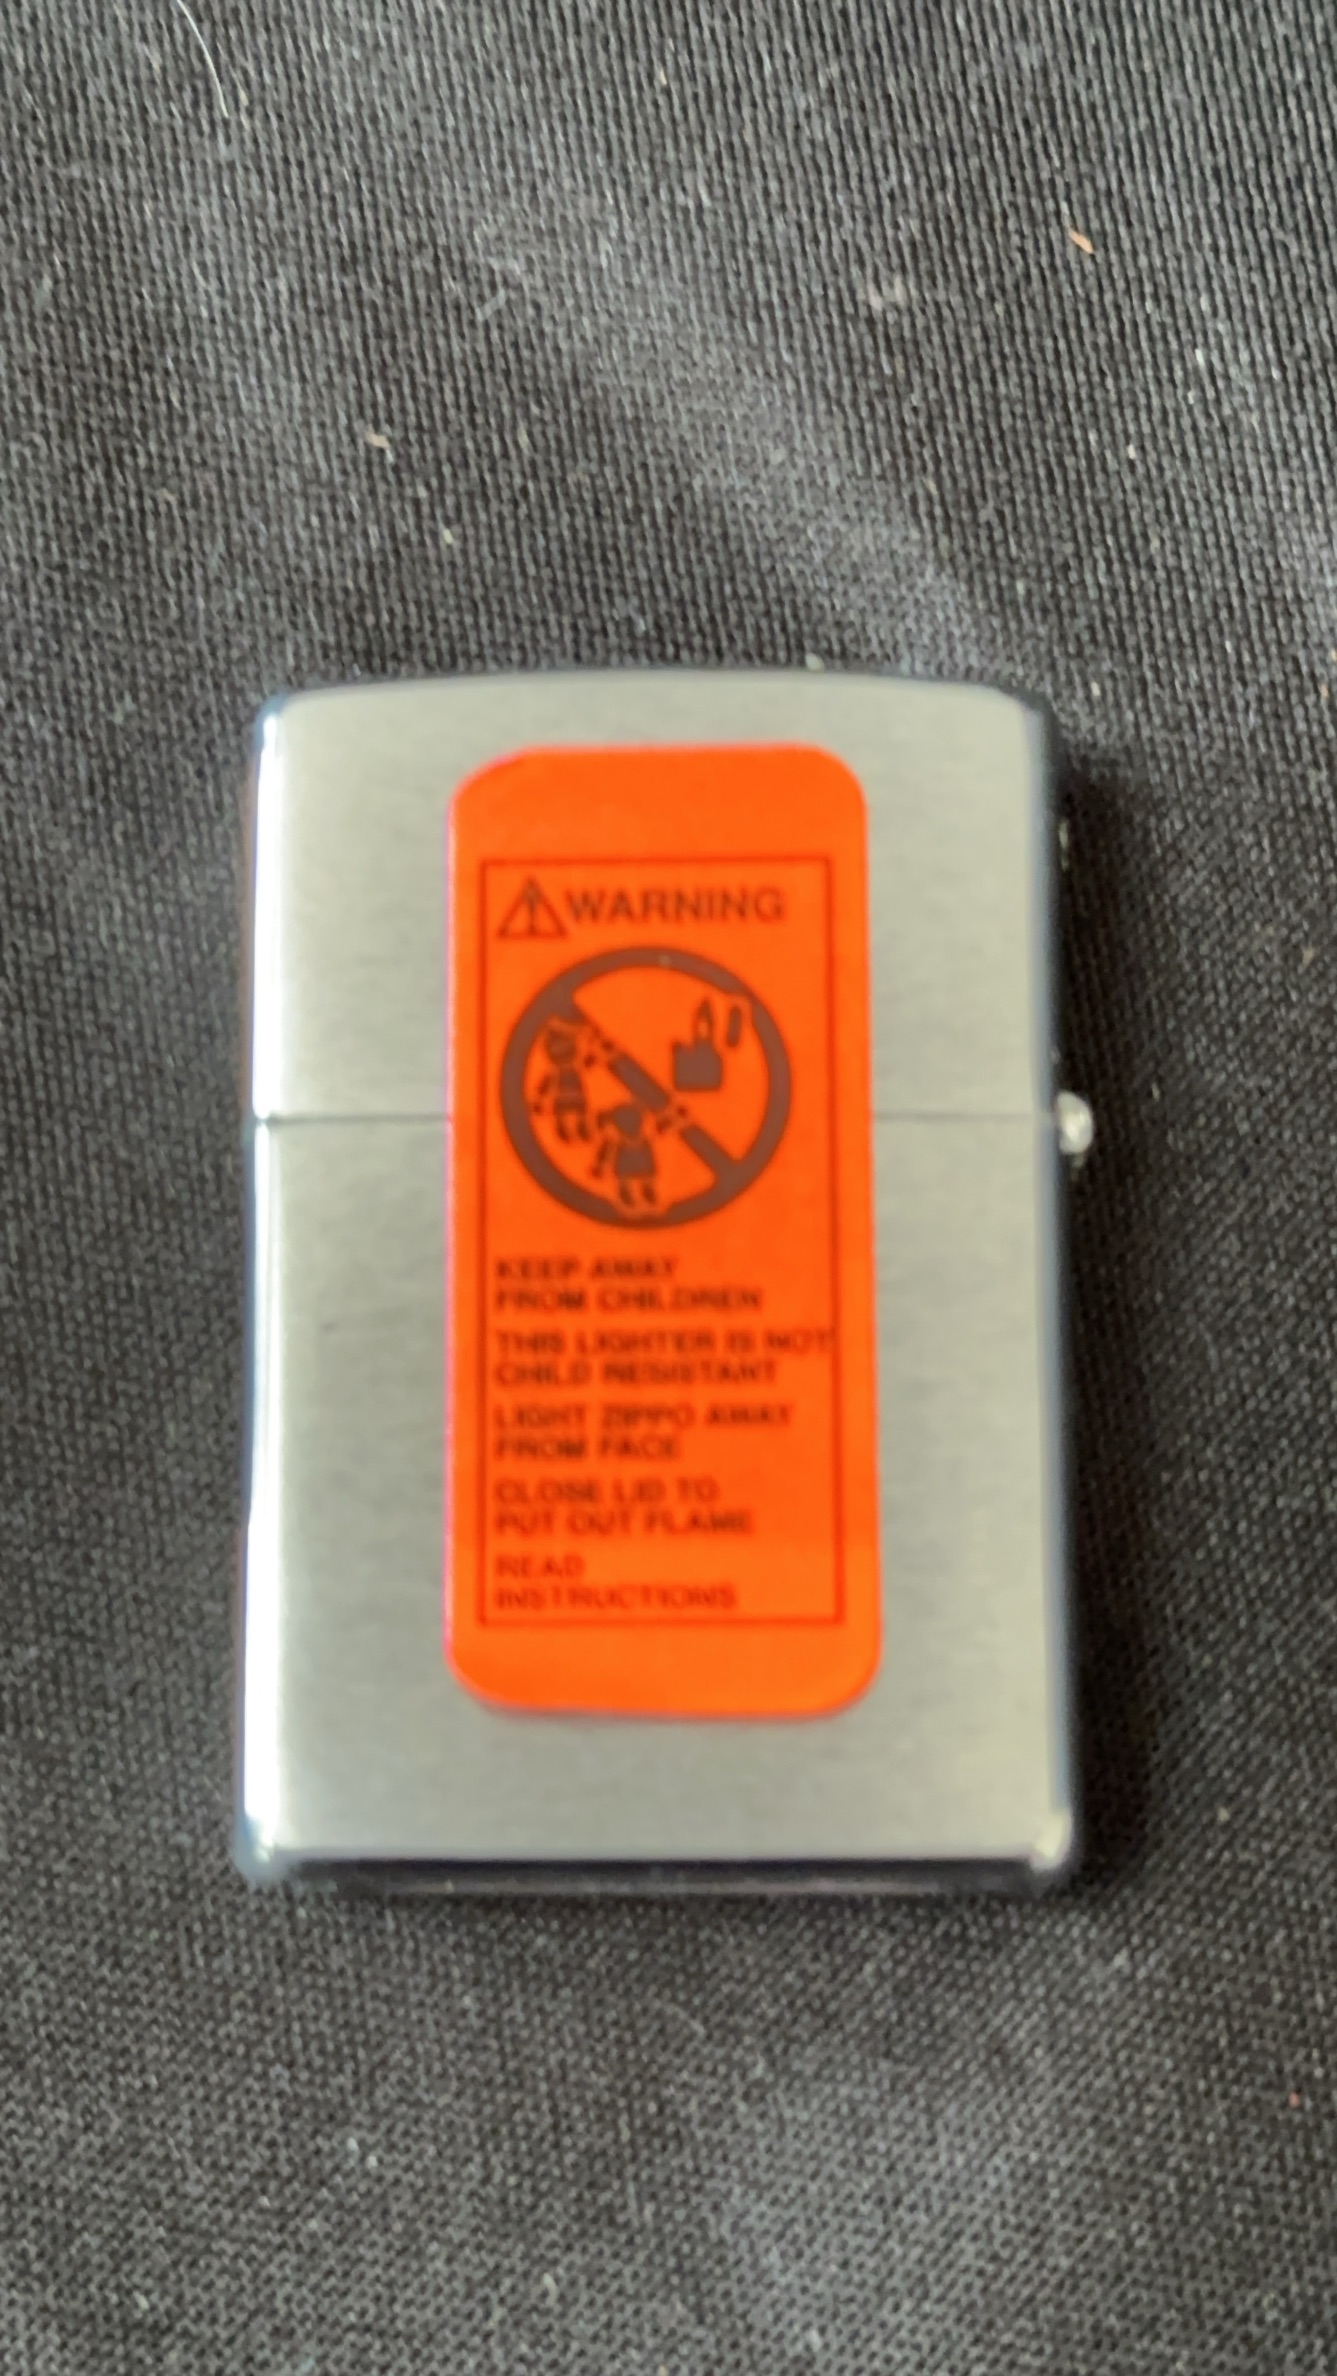 WARNING
KEEP AWAY
FROM CHILDREN
THIS LIGHTER IS NOT
CHILD RESISTANT
LIGHT ZIPPO AWAY
FROM FACE
CLOSE LID TO
PUT OUT FLAME
READ
INSTRUCTIONS